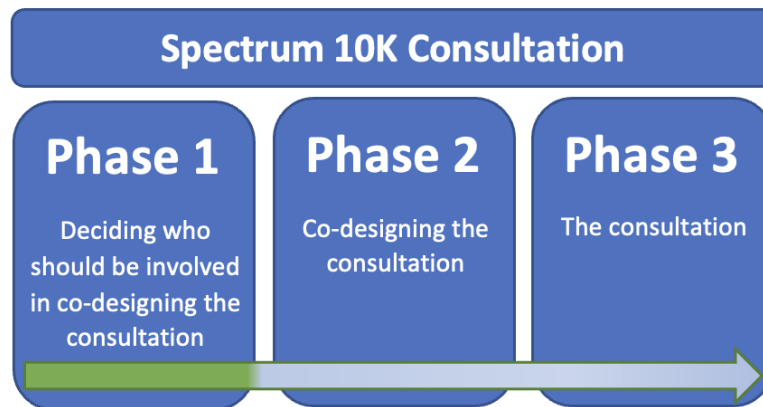 Spectrum 10K Consultation
Phase 1
Deciding who
should be involved
in co-designing the
consultation
Phase 2
Co-designing the
consultation
Phase 3
The consultation